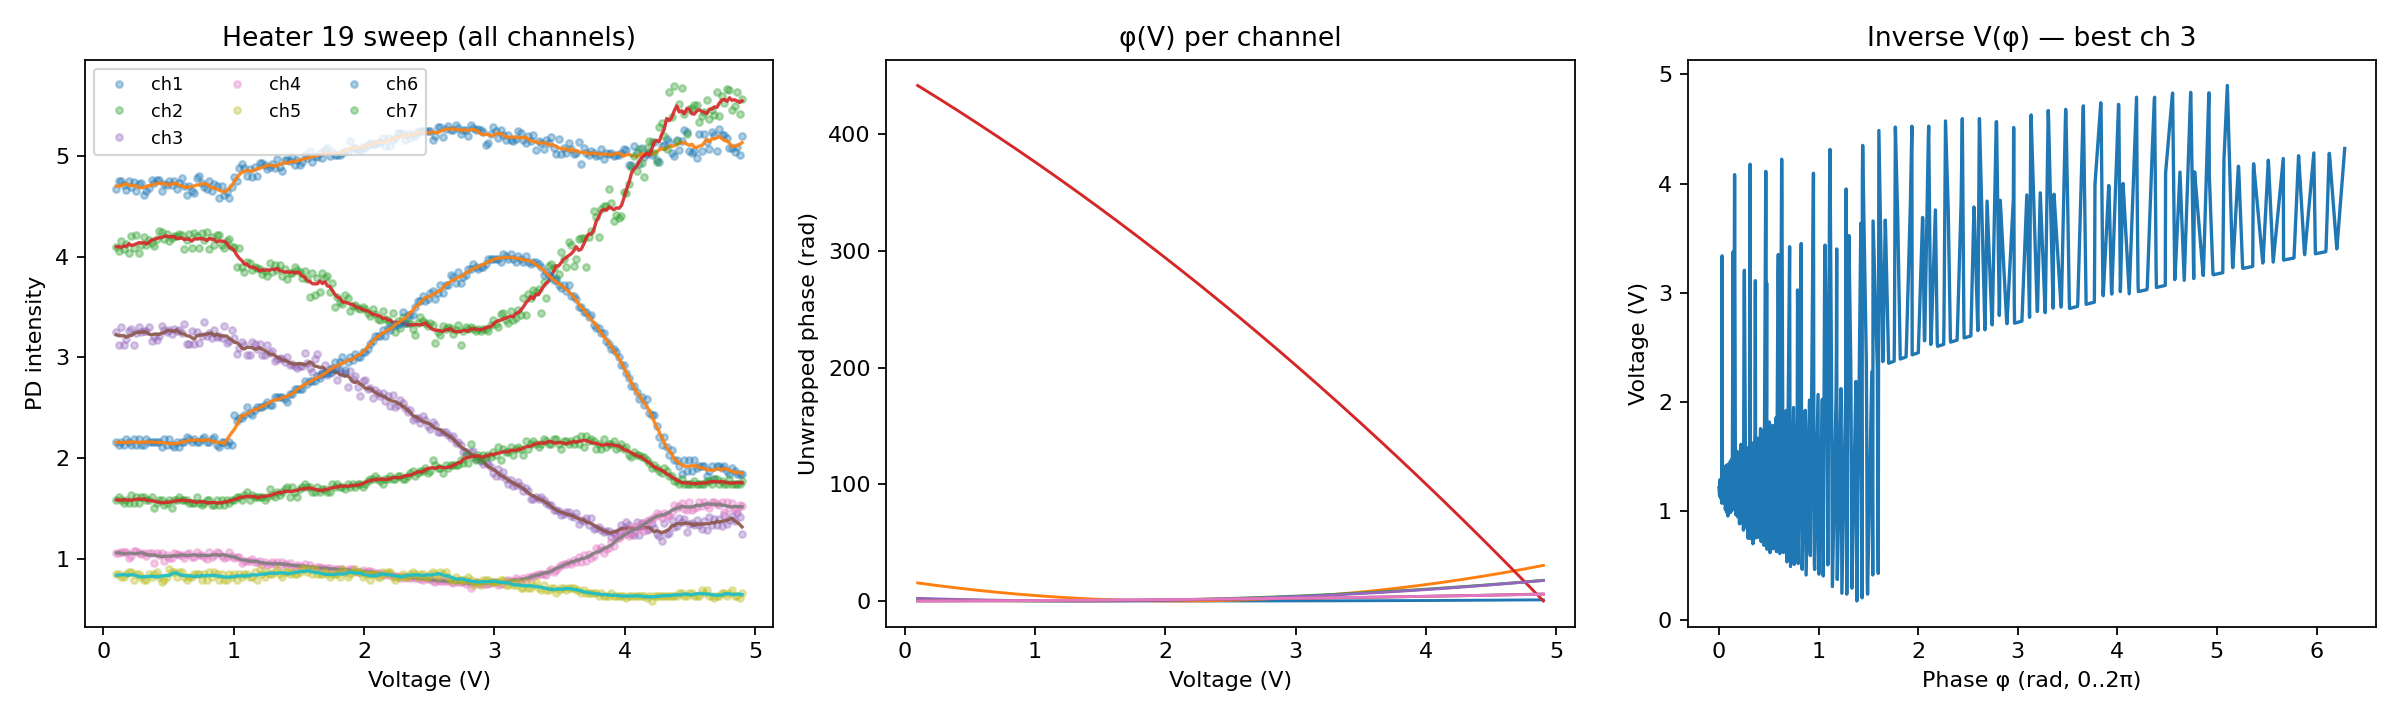 Heater 19 sweep (all channels)
ch1
ch2
ch3
ch4
ch5
ch6
ch7
5
4
3
2
1
PD intensity
0
1
2
3
4
5
Voltage (V)
φ(V) per channel
400
300
200
100
0
Unwrapped phase (rad)
0
1
2
3
4
5
Voltage (V)
Inverse V(φ) — best ch 3
5
4
3
2
1
0
Voltage (V)
0
1
2
3
4
5
6
Phase φ (rad, 0..2π)